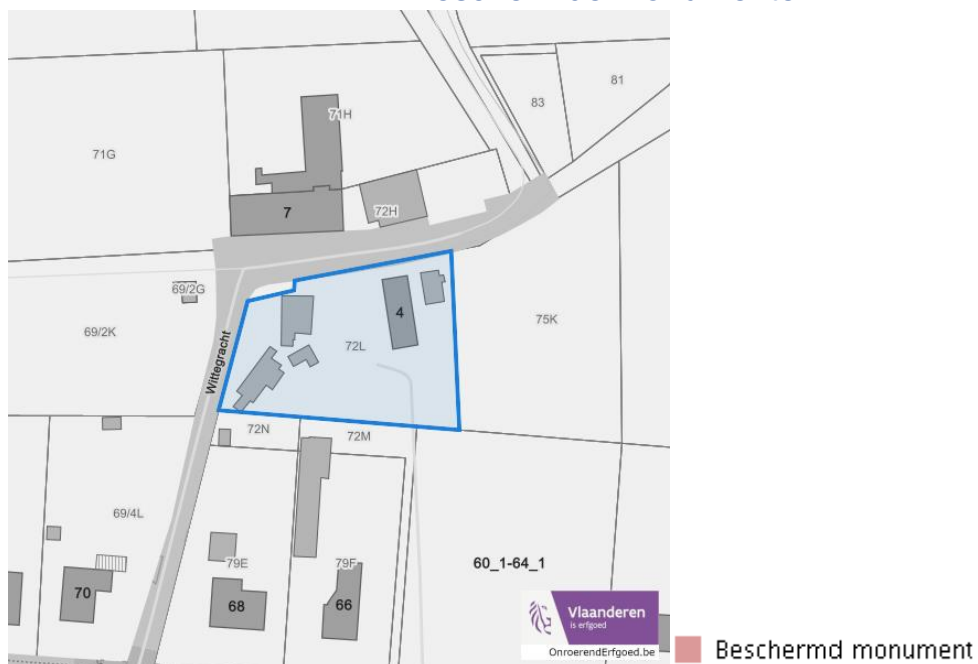 81
83
71H
71G
7
72H
69/2G
4
75K
69/2K
72L
Wittegracht
72N
72M
69/4L
79E
79F
60_1-64_1
70
68
66
Vlaanderen
is erfgoed
OnroerendErfgoed.be
Beschermd monument